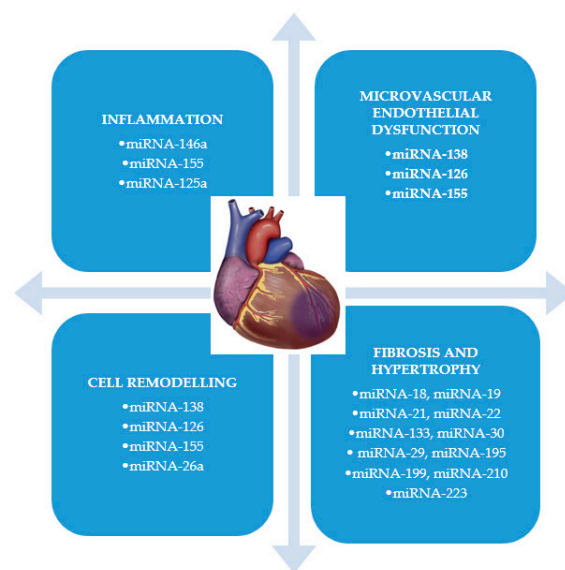 INFLAMMATION
•miRNA-146a
•miRNA-155
•miRNA-125a
MICROVASCULAR
ENDOTHELIAL
DYSFUNCTION
•miRNA-138
•miRNA-126
•miRNA-155
CELL REMODELLING
•miRNA-138
•miRNA-126
•miRNA-155
•miRNA-26a
FIBROSIS AND
HYPERTROPHY
•miRNA-18, miRNA-19
•miRNA-21, miRNA-22
•miRNA-133, miRNA-30
• miRNA-29, miRNA-195
•miRNA-199, miRNA-210
•miRNA-223